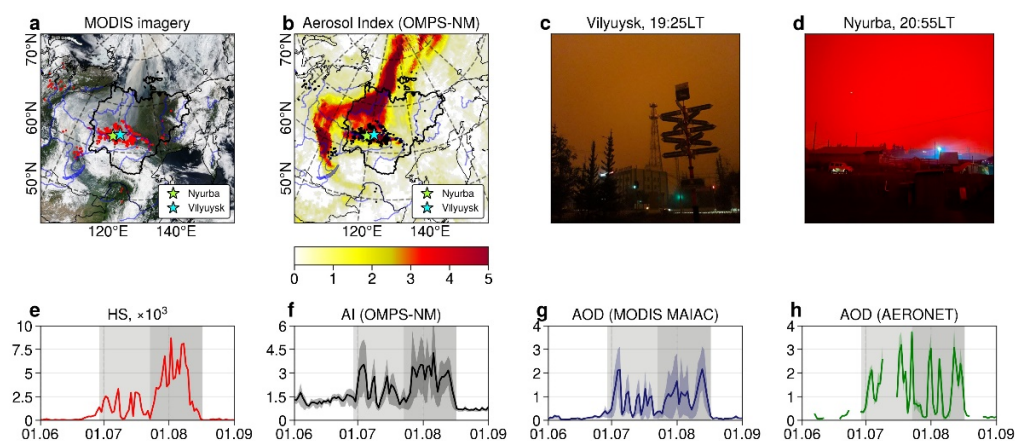 a MODIS imagery
70°N
60°N
50°N
120°E 140°E
Nyurba
Vilyuysk
b Aerosol Index (OMPS-NM)
70°N
60°N
50°N
120°E 140°E
Nyurba
Vilyuysk
0 1 2 3 4 5
c Vilyuysk, 19:25LT
d Nyurba, 20:55LT
e HS, ×10³
10
7.5
5
2.5
0
01.06 01.07 01.08 01.09
f AI (OMPS-NM)
6
4.5
3
1.5
0
01.06 01.07 01.08 01.09
g AOD (MODIS MAIAC)
4
3
2
1
0
01.06 01.07 01.08 01.09
h AOD (AERONET)
4
3
2
1
0
01.06 01.07 01.08 01.09